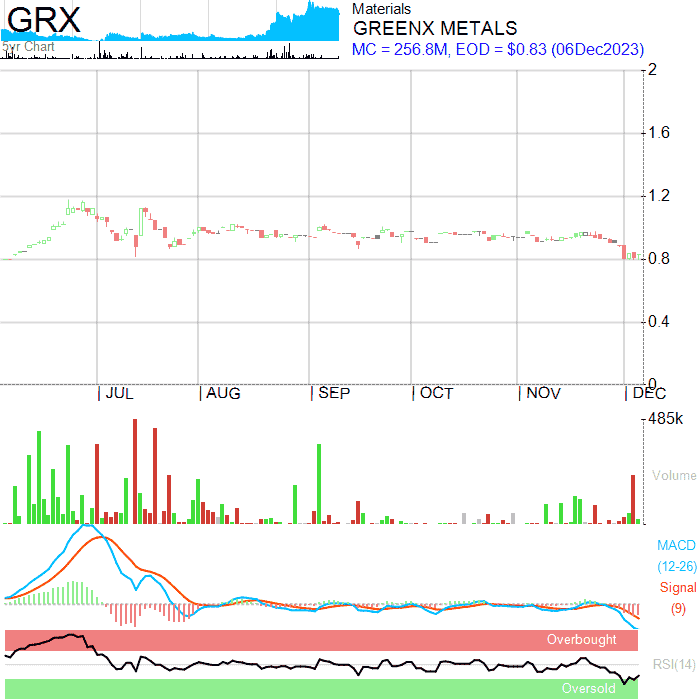 GRX
5yr Chart
Materials
GREENX METALS
MC = 256.8M, EOD = $0.83 (06Dec2023)
2
1.6
1.2
0.8
0.4
0
JUL AUG SEP OCT NOV DEC
485k
Volume
MACD
(12-26)
Signal
(9)
Overbought
RSI(14)
Oversold